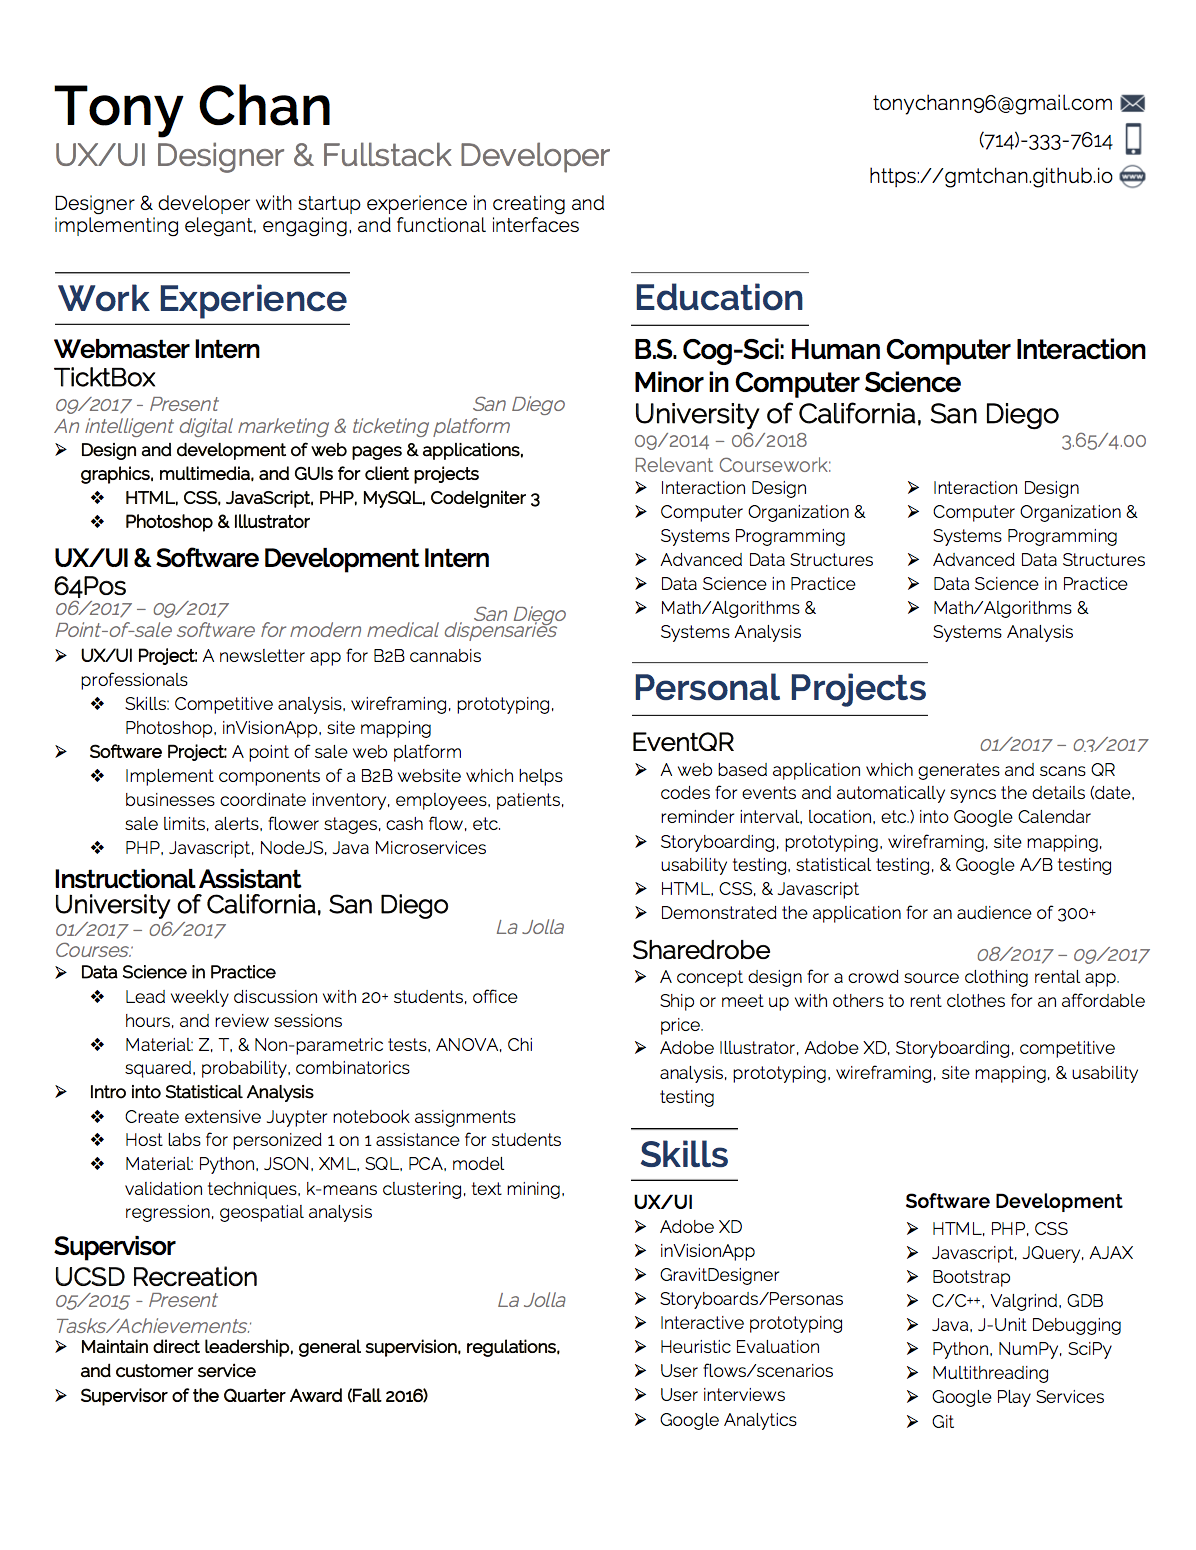 Tony Chan
UX/UI Designer & Fullstack Developer
Designer & developer with startup experience in creating and
implementing elegant, engaging, and functional interfaces
tonychann96@gmail.com
(714)-333-7614
https://gmtchan.github.io
www
Work Experience
Webmaster Intern
TicktBox
09/2017 - Present San Diego
An intelligent digital marketing & ticketing platform
➢ Design and development of web pages & applications,
graphics, multimedia, and GUIs for client projects
❖ HTML, CSS, JavaScript, PHP, MySQL, CodeIgniter 3
❖ Photoshop & Illustrator
UX/UI & Software Development Intern
64Pos
06/2017 – 09/2017 San Diego
Point-of-sale software for modern medical dispensaries
➢ UX/UI Project: A newsletter app for B2B cannabis
professionals
❖ Skills: Competitive analysis, wireframing, prototyping,
Photoshop, inVisionApp, site mapping
➢ Software Project: A point of sale web platform
❖ Implement components of a B2B website which helps
businesses coordinate inventory, employees, patients,
sale limits, alerts, flower stages, cash flow, etc.
❖ PHP, Javascript, NodeJS, Java Microservices
Instructional Assistant
University of California, San Diego
01/2017 – 06/2017 La Jolla
Courses:
➢ Data Science in Practice
❖ Lead weekly discussion with 20+ students, office
hours, and review sessions
❖ Material: Z, T, & Non-parametric tests, ANOVA, Chi
squared, probability, combinatorics
➢ Intro into Statistical Analysis
❖ Create extensive Juypter notebook assignments
❖ Host labs for personized 1 on 1 assistance for students
❖ Material: Python, JSON, XML, SQL, PCA, model
validation techniques, k-means clustering, text mining,
regression, geospatial analysis
Supervisor
UCSD Recreation
05/2015 - Present La Jolla
Tasks/Achievements:
➢ Maintain direct leadership, general supervision, regulations,
and customer service
➢ Supervisor of the Quarter Award (Fall 2016)
Education
B.S. Cog-Sci: Human Computer Interaction
Minor in Computer Science
University of California, San Diego
09/2014 – 06/2018 3.65/4.00
Relevant Coursework:
➢ Interaction Design
➢ Computer Organization &
Systems Programming
➢ Advanced Data Structures
➢ Data Science in Practice
➢ Math/Algorithms &
Systems Analysis
➢ Interaction Design
➢ Computer Organization &
Systems Programming
➢ Advanced Data Structures
➢ Data Science in Practice
➢ Math/Algorithms &
Systems Analysis
Personal Projects
EventQR 01/2017 – 03/2017
➢ A web based application which generates and scans QR
codes for events and automatically syncs the details (date,
reminder interval, location, etc.) into Google Calendar
➢ Storyboarding, prototyping, wireframing, site mapping,
usability testing, statistical testing, & Google A/B testing
➢ HTML, CSS, & Javascript
➢ Demonstrated the application for an audience of 300+
Sharedrobe 08/2017 – 09/2017
➢ A concept design for a crowd source clothing rental app.
Ship or meet up with others to rent clothes for an affordable
price.
➢ Adobe Illustrator, Adobe XD, Storyboarding, competitive
analysis, prototyping, wireframing, site mapping, & usability
testing
Skills
UX/UI
➢ Adobe XD
➢ inVisionApp
➢ GravitDesigner
➢ Storyboards/Personas
➢ Interactive prototyping
➢ Heuristic Evaluation
➢ User flows/scenarios
➢ User interviews
➢ Google Analytics
Software Development
➢ HTML, PHP, CSS
➢ Javascript, JQuery, AJAX
➢ Bootstrap
➢ C/C++, Valgrind, GDB
➢ Java, J-Unit Debugging
➢ Python, NumPy, SciPy
➢ Multithreading
➢ Google Play Services
➢ Git